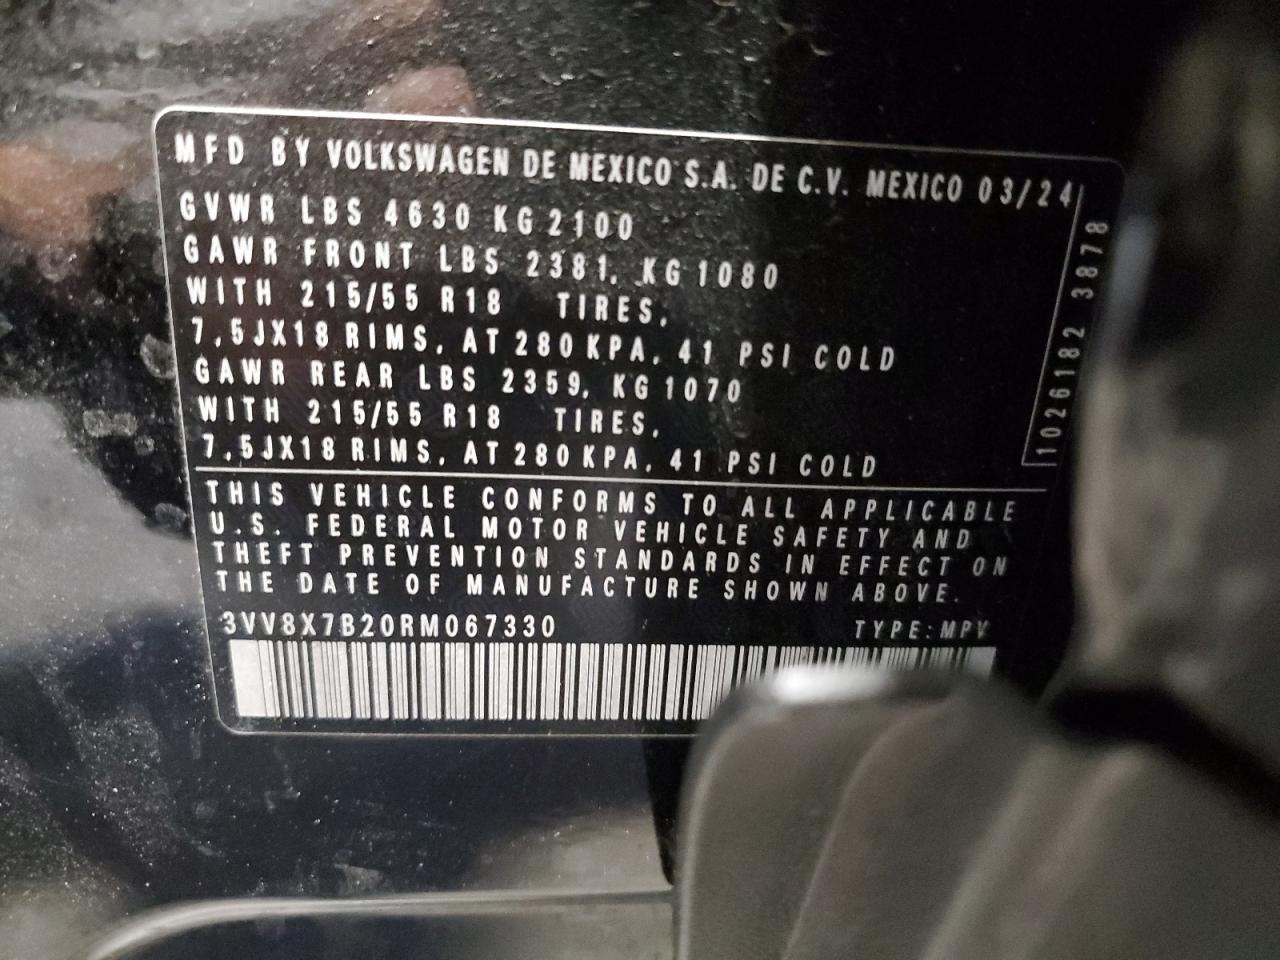 MFD BY VOLKSWAGEN DE MEXICO S.A. DE C.V. MEXICO 03/24
GVWR LBS 4630 KG 2100
GAWR FRONT LBS 2381, KG 1080
WITH 215/55 R18 TIRES,
7,5JX18 RIMS, AT 280 KPA, 41 PSI COLD
GAWR REAR LBS 2359, KG 1070
WITH 215/55 R18 TIRES,
7,5JX18 RIMS, AT 280 KPA, 41 PSI COLD
1026182 3878
THIS VEHICLE CONFORMS TO ALL APPLICABLE
U.S. FEDERAL MOTOR VEHICLE SAFETY AND
THEFT PREVENTION STANDARDS IN EFFECT ON
THE DATE OF MANUFACTURE SHOWN ABOVE.
3VV8X7B20RM067330 TYPE:MPV